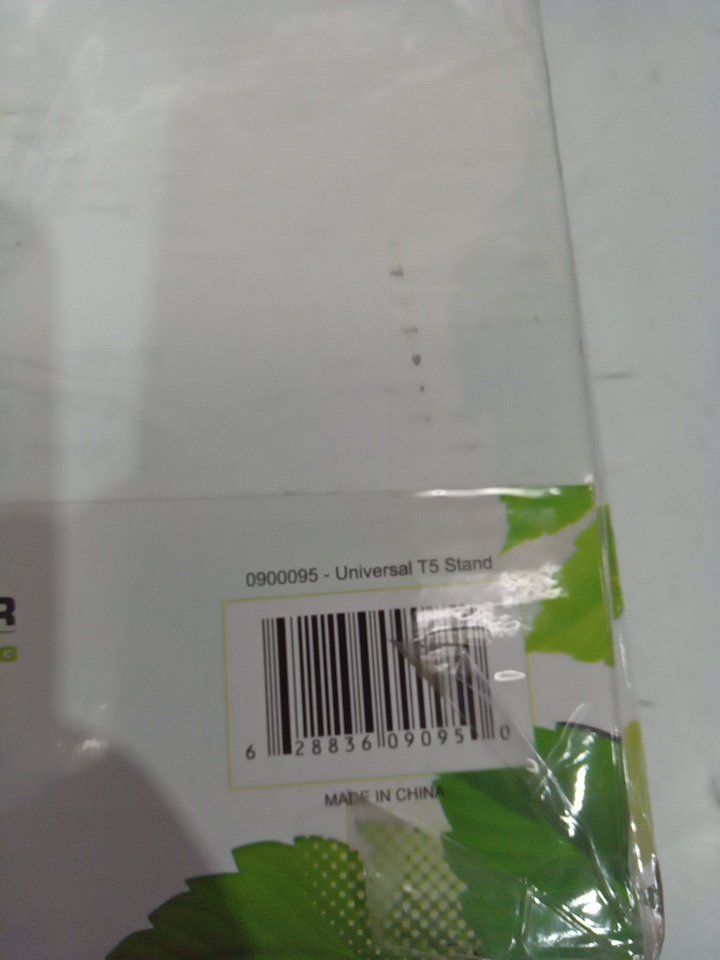 0900095 - Universal T5 Stand
R
G
6 28836 09095 0
MADE IN CHINA